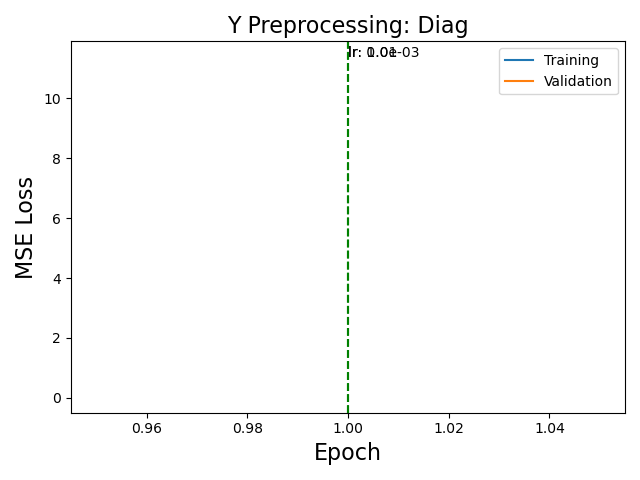 Y Preprocessing: Diag
lr:
Training
Validation
MSE Loss
10
8
6
4
2
0
0.96
0.98
1.00
1.02
1.04
Epoch